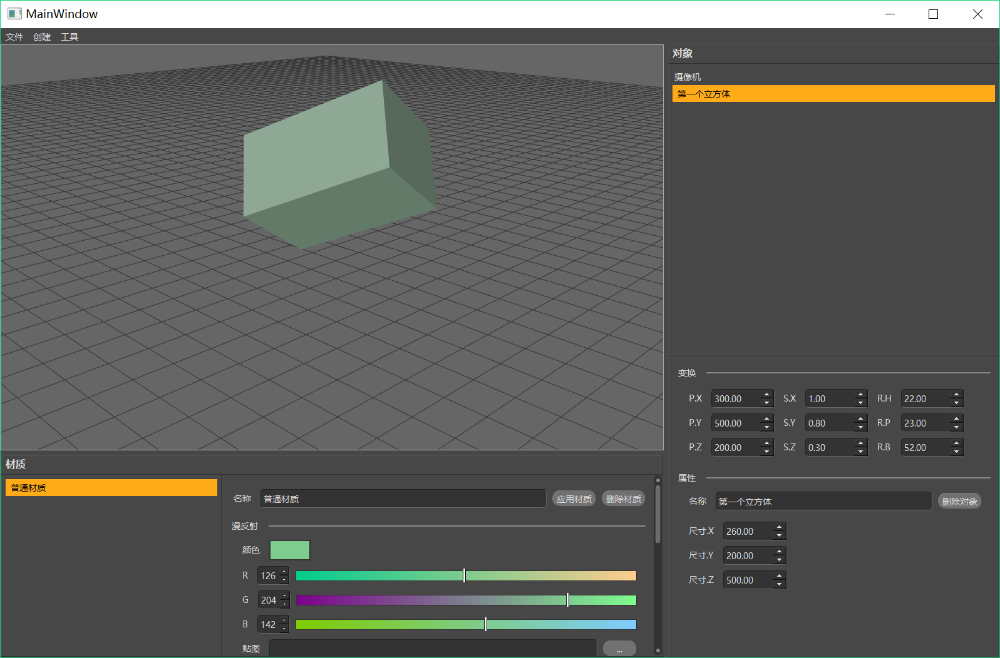 MainWindow
文件 创建 工具
对象
摄像机
第一个立方体
变换
P.X 300.00 S.X 1.00 R.H 22.00
P.Y 500.00 S.Y 0.80 R.P 23.00
P.Z 200.00 S.Z 0.30 R.B 52.00
属性
名称 第一个立方体 删除对象
尺寸.X 260.00
尺寸.Y 200.00
尺寸.Z 500.00
材质
普通材质
名称 普通材质 应用材质 删除材质
漫反射
颜色
R 126
G 204
B 142
贴图 ...